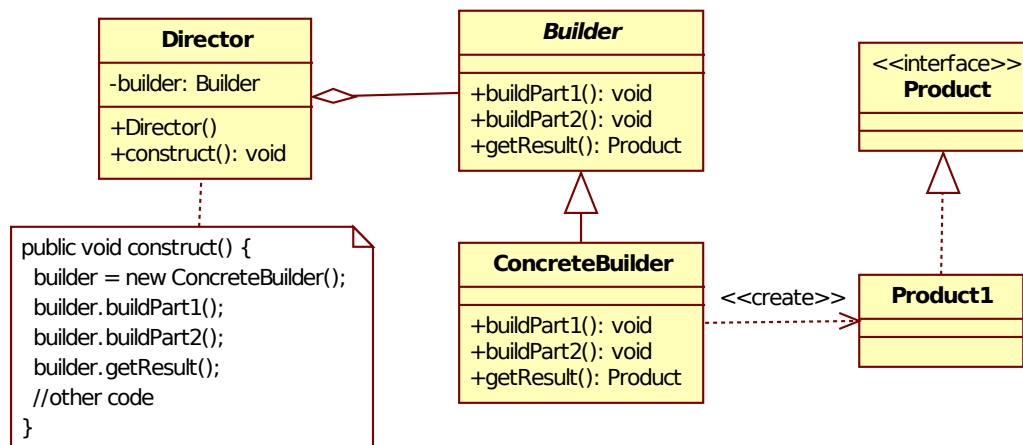 Director
-builder: Builder
+Director()
+construct(): void
Builder
+buildPart1(): void
+buildPart2(): void
+getResult(): Product
<<interface>>
Product
public void construct() {
builder = new ConcreteBuilder();
builder.buildPart1();
builder.buildPart2();
builder.getResult();
//other code
}
ConcreteBuilder
+buildPart1(): void
+buildPart2(): void
+getResult(): Product
<<create>>
Product1